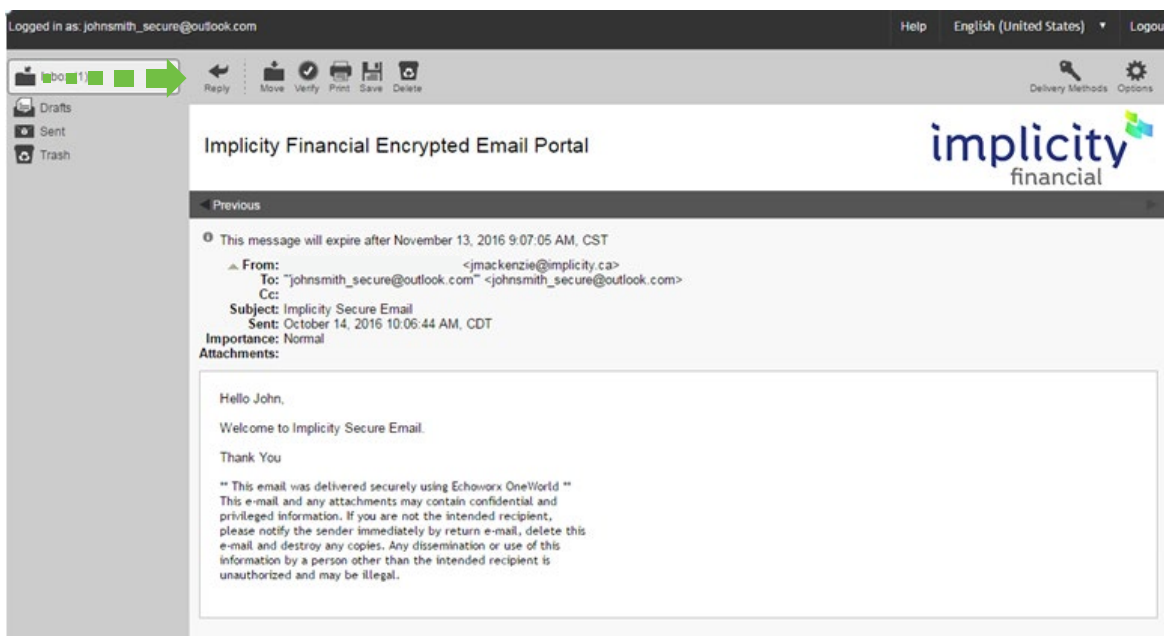 Logged in as: johnsmith_secure@outlook.com
Help English (United States) Logou
Reply Move Verify Print Save Delete
Delivery Methods Options
Drafts
Sent
Trash
Implicity Financial Encrypted Email Portal
implicity
financial
Previous
This message will expire after November 13, 2016 9:07:05 AM, CST
From: <jmackenzie@implicity.ca>
To: "'johnsmith_secure@outlook.com'" <johnsmith_secure@outlook.com>
Cc:
Subject: Implicity Secure Email
Sent: October 14, 2016 10:06:44 AM, CDT
Importance: Normal
Attachments:
Hello John,
Welcome to Implicity Secure Email.
Thank You
** This email was delivered securely using Echoworx OneWorld **
This e-mail and any attachments may contain confidential and
privileged information. If you are not the intended recipient,
please notify the sender immediately by return e-mail, delete this
e-mail and destroy any copies. Any dissemination or use of this
information by a person other than the intended recipient is
unauthorized and may be illegal.